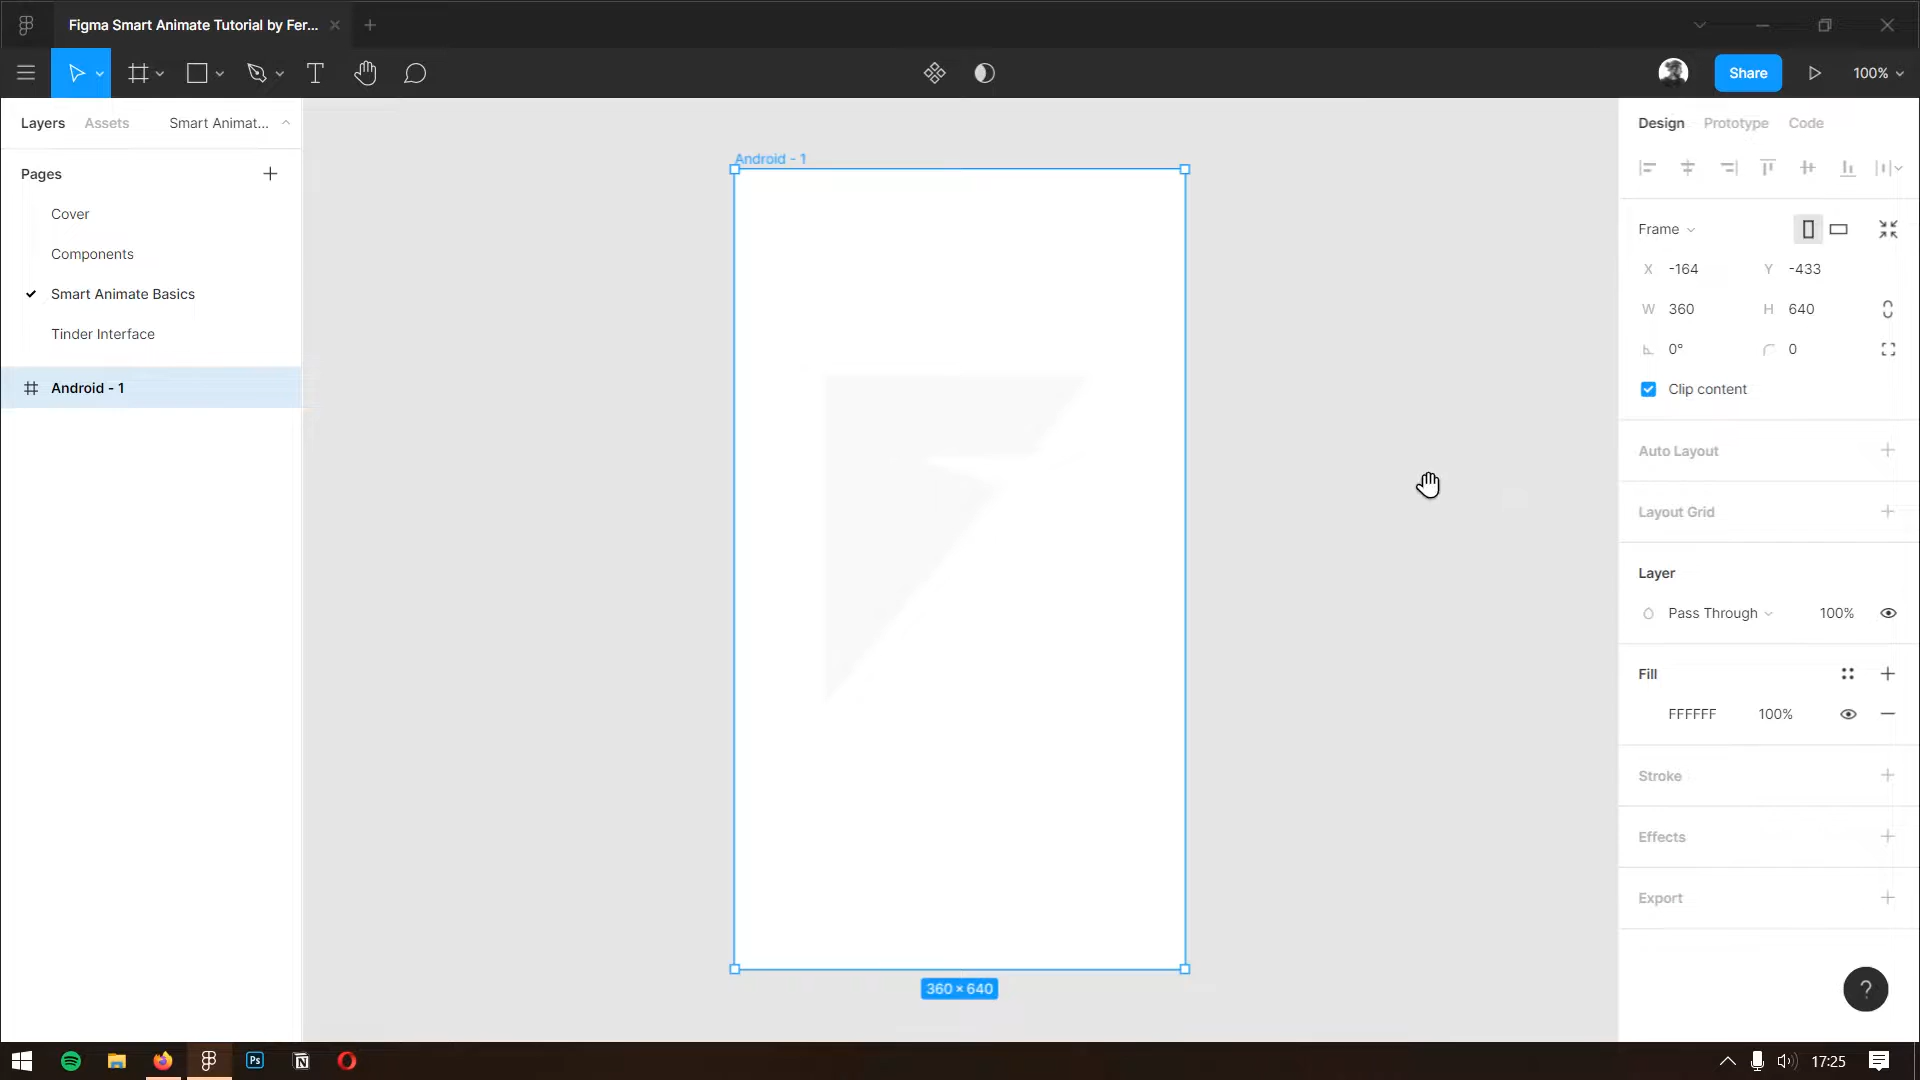 Figma Smart Animate Tutorial by Fer...
Share
100%
Layers
Assets
Smart Animat...
Pages
Cover
Components
Smart Animate Basics
Tinder Interface
Android - 1
Android - 1
360 × 640
Design
Prototype
Code
Frame
X -164
Y -433
W 360
H 640
0°
0
Clip content
Auto Layout
Layout Grid
Layer
Pass Through
100%
Fill
FFFFFF
100%
Stroke
Effects
Export
?
Ps
17:25